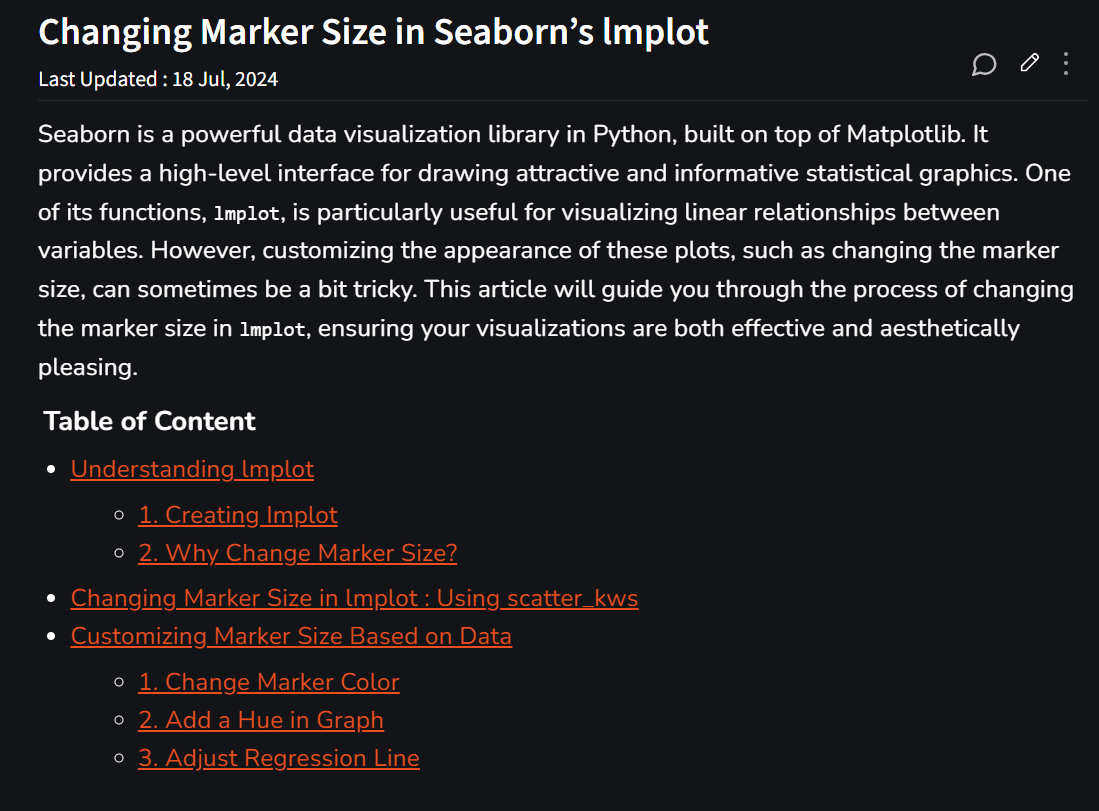 Changing Marker Size in Seaborn’s lmplot
Last Updated : 18 Jul, 2024
Seaborn is a powerful data visualization library in Python, built on top of Matplotlib. It
provides a high-level interface for drawing attractive and informative statistical graphics. One
of its functions, lmplot, is particularly useful for visualizing linear relationships between
variables. However, customizing the appearance of these plots, such as changing the marker
size, can sometimes be a bit tricky. This article will guide you through the process of changing
the marker size in lmplot, ensuring your visualizations are both effective and aesthetically
pleasing.
Table of Content
Understanding lmplot
1. Creating lmplot
2. Why Change Marker Size?
Changing Marker Size in lmplot : Using scatter_kws
Customizing Marker Size Based on Data
1. Change Marker Color
2. Add a Hue in Graph
3. Adjust Regression Line